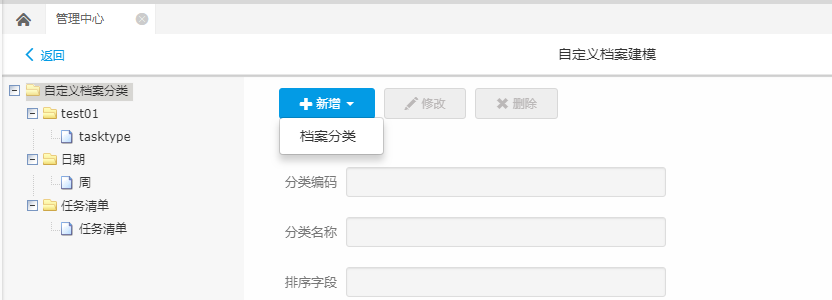 管理中心
返回
自定义档案建模
自定义档案分类
test01
tasktype
日期
周
任务清单
任务清单
新增 修改 删除
档案分类
分类编码
分类名称
排序字段